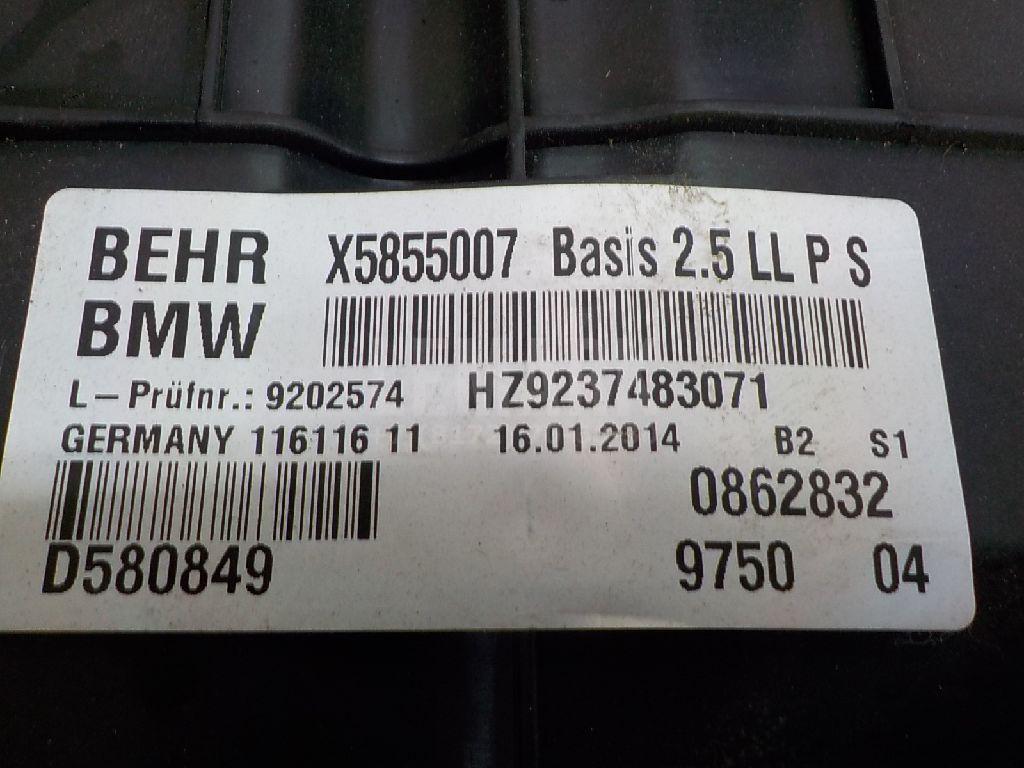 BEHR X5855007 Basis 2.5 LL P S
BMW
L-Prüfnr.: 9202574 HZ9237483071
GERMANY 116116 11 16.01.2014 B2 S1
0862832
D580849 9750 04